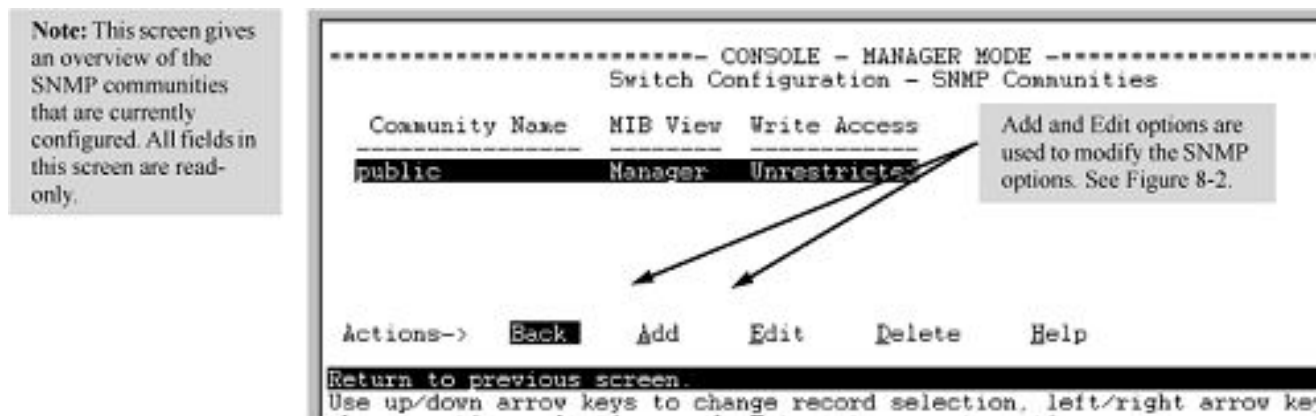 Note: This screen gives
an overview of the
SNMP communities
that are currently
configured. All fields in
this screen are read-
only.
- CONSOLE - MANAGER MODE -
Switch Configuration - SNMP Communities
Community Name MIB View Write Access
public Manager Unrestricted
Add and Edit options are
used to modify the SNMP
options. See Figure 8-2.
Actions-> Back Add Edit Delete Help
Return to previous screen.
Use up/down arrow keys to change record selection, left/right arrow ke